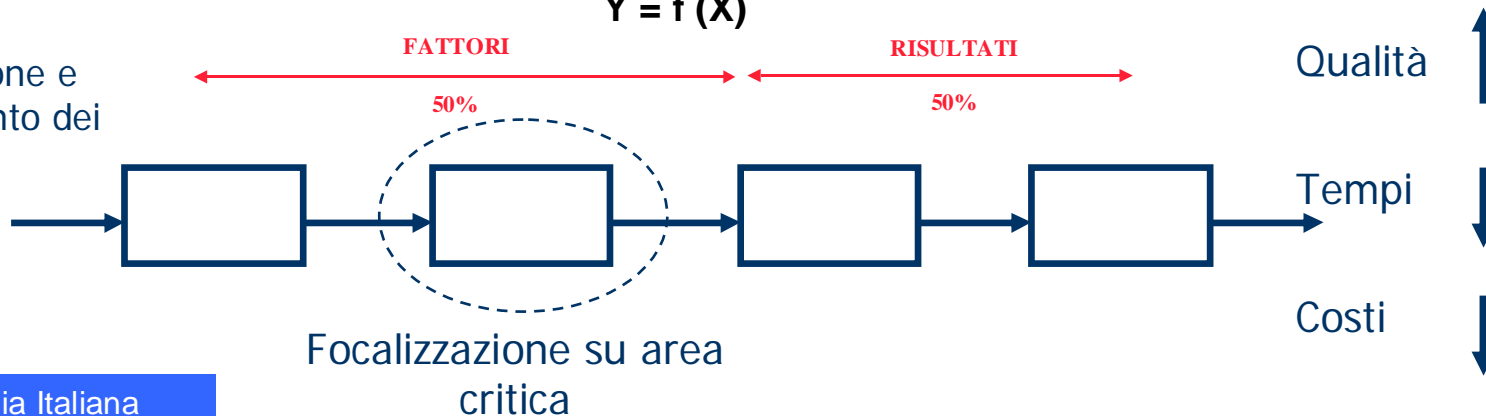 Y = f (X)
FATTORI
RISULTATI
Qualità
one e
nto dei
50%
50%
Tempi
Costi
Focalizzazione su area
critica
ia Italiana